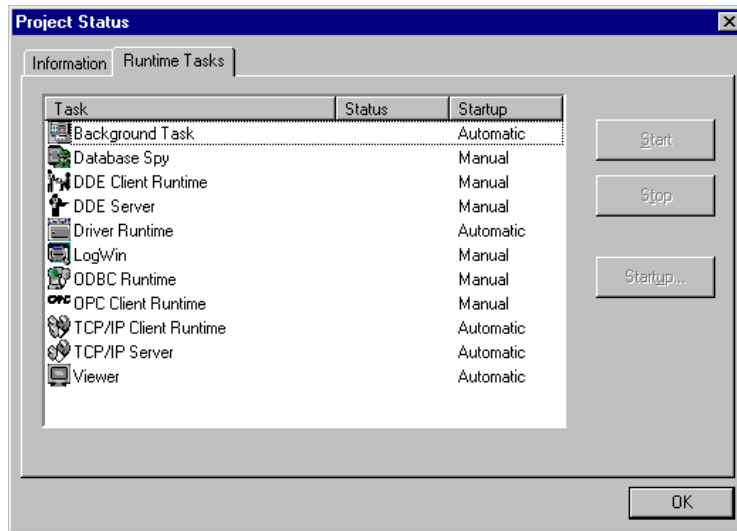 Project Status
Information Runtime Tasks
Task Status Startup
Background Task Automatic
Database Spy Manual
DDE Client Runtime Manual
DDE Server Manual
Driver Runtime Automatic
LogWin Manual
ODBC Runtime Manual
OPC OPC Client Runtime Manual
TCP/IP Client Runtime Automatic
TCP/IP Server Automatic
Viewer Automatic
Start
Stop
Startup...
OK